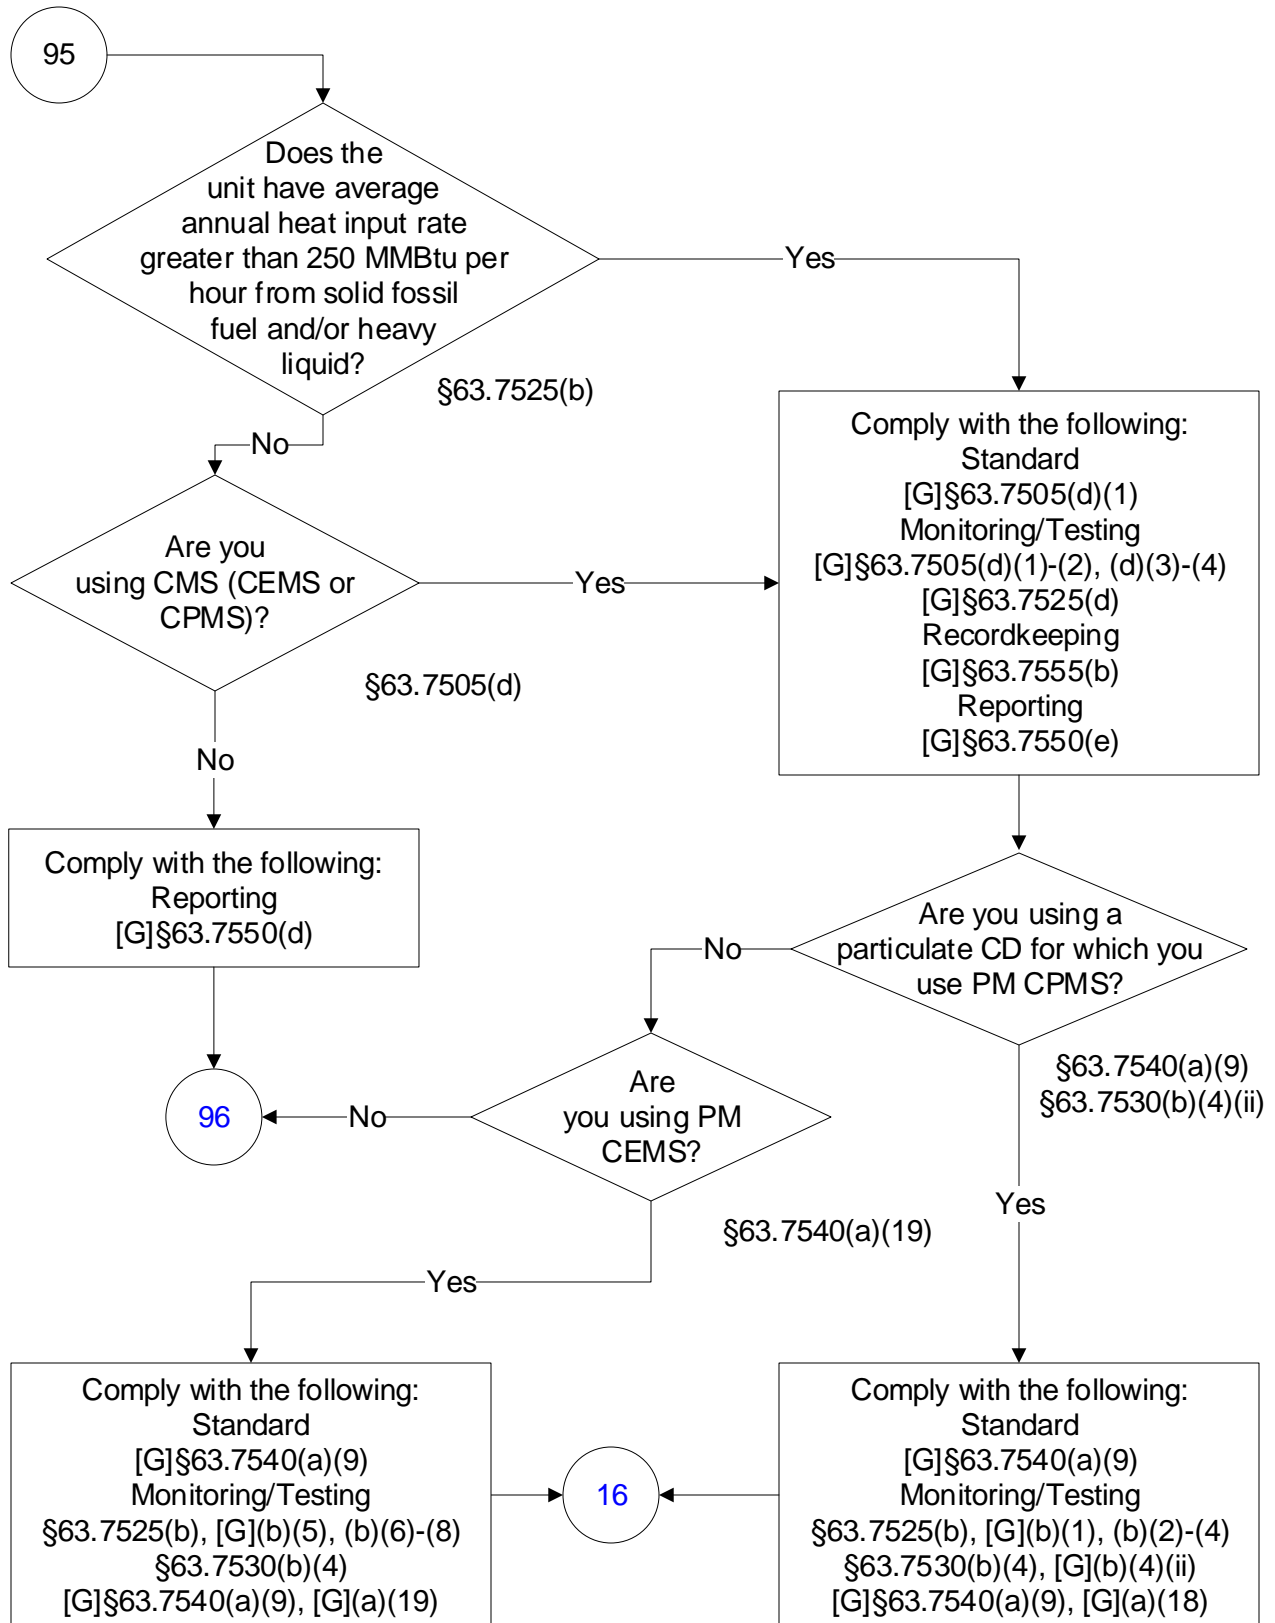 95
Does the
unit have average
annual heat input rate
greater than 250 MMBtu per
hour from solid fossil
fuel and/or heavy
liquid?
Yes
§63.7525(b)
No
Are you
using CMS (CEMS or
CPMS)?
Yes
§63.7505(d)
No
Comply with the following:
Standard
[G]§63.7505(d)(1)
Monitoring/Testing
[G]§63.7505(d)(1)-(2), (d)(3)-(4)
[G]§63.7525(d)
Recordkeeping
[G]§63.7555(b)
Reporting
[G]§63.7550(e)
Comply with the following:
Reporting
[G]§63.7550(d)
Are you using a
particulate CD for which you
use PM CPMS?
No
§63.7540(a)(9)
§63.7530(b)(4)(ii)
Are
you using PM
CEMS?
No
96
§63.7540(a)(19)
Yes
Yes
Comply with the following:
Standard
[G]§63.7540(a)(9)
Monitoring/Testing
§63.7525(b), [G](b)(5), (b)(6)-(8)
§63.7530(b)(4)
[G]§63.7540(a)(9), [G](a)(19)
16
Comply with the following:
Standard
[G]§63.7540(a)(9)
Monitoring/Testing
§63.7525(b), [G](b)(1), (b)(2)-(4)
§63.7530(b)(4), [G](b)(4)(ii)
[G]§63.7540(a)(9), [G](a)(18)